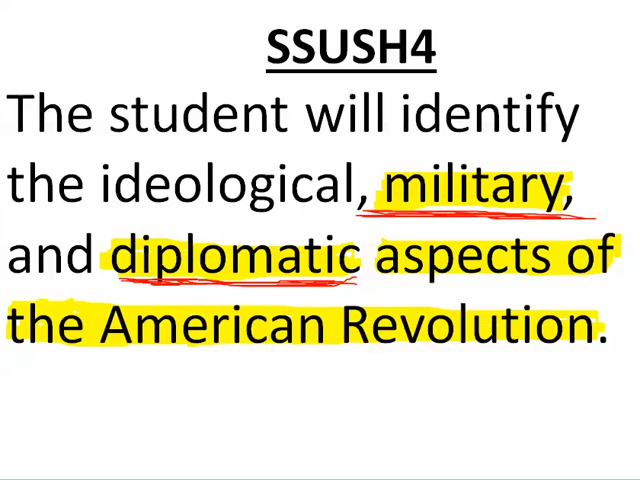 SSUSH4
The student will identify
the ideological, military,
and diplomatic aspects of
the American Revolution.